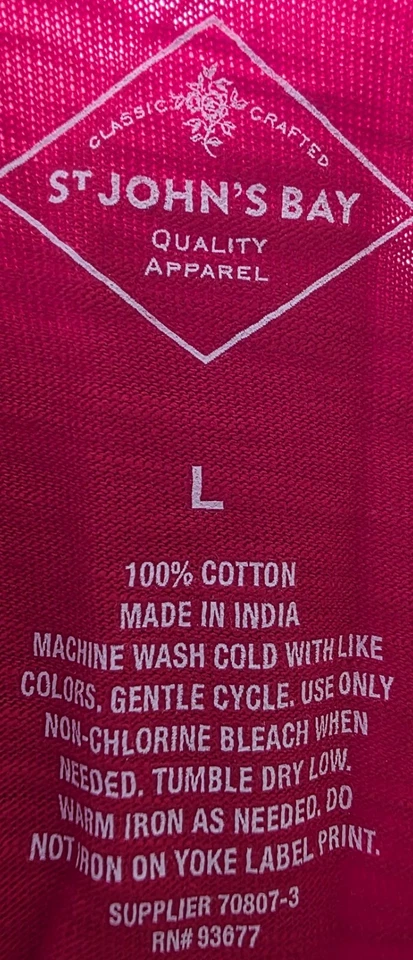 CLASSIC CRAFTED
ST JOHN'S BAY
QUALITY
APPAREL
L
100% COTTON
MADE IN INDIA
MACHINE WASH COLD WITH LIKE
COLORS. GENTLE CYCLE. USE ONLY
NON-CHLORINE BLEACH WHEN
NEEDED. TUMBLE DRY LOW.
WARM IRON AS NEEDED. DO
NOT IRON ON YOKE LABEL PRINT.
SUPPLIER 70807-3
RN# 93677